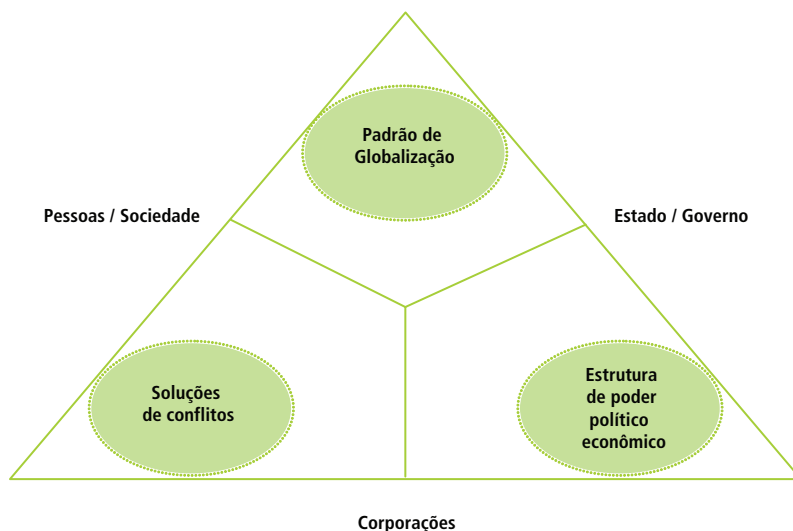 Padrão de
Globalização
Pessoas / Sociedade
Estado / Governo
Soluções
de conflitos
Estrutura
de poder
político
econômico
Corporações